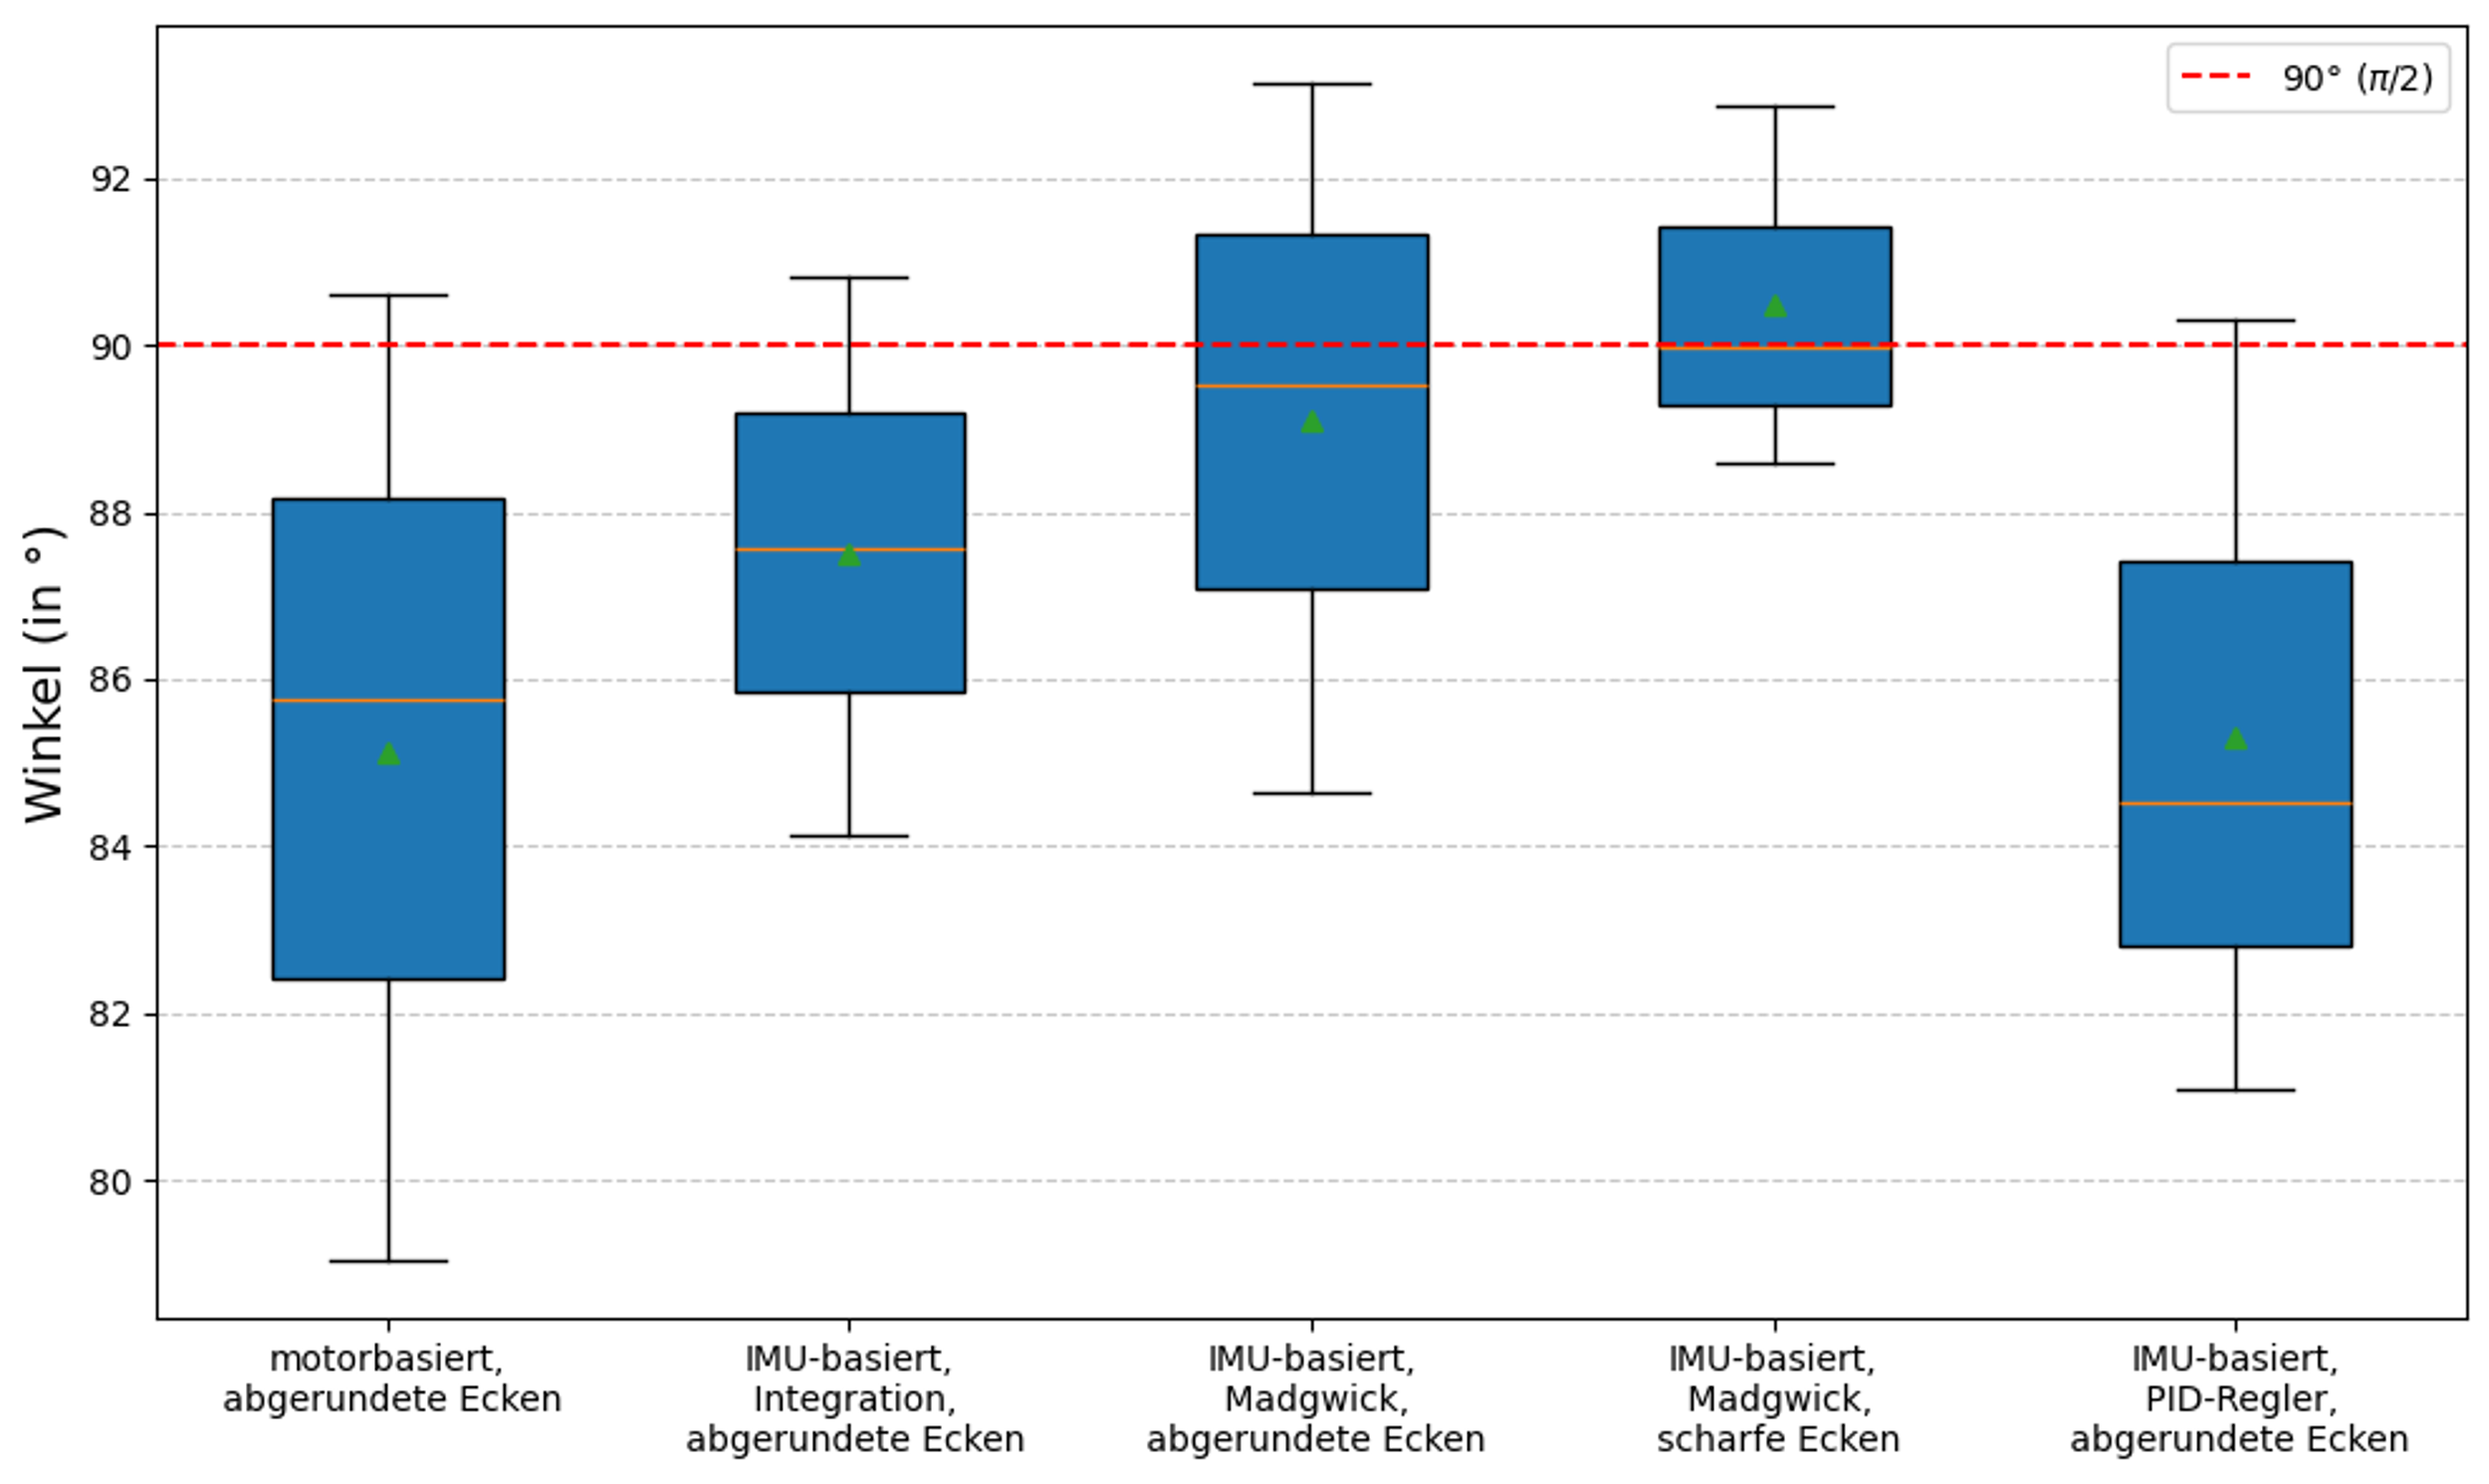 90° (π/2)
Winkel (in °)
92
90
88
86
84
82
80
motorbasiert,
abgerundete Ecken
IMU-basiert,
Integration,
abgerundete Ecken
IMU-basiert,
Madgwick,
abgerundete Ecken
IMU-basiert,
Madgwick,
scharfe Ecken
IMU-basiert,
PID-Regler,
abgerundete Ecken